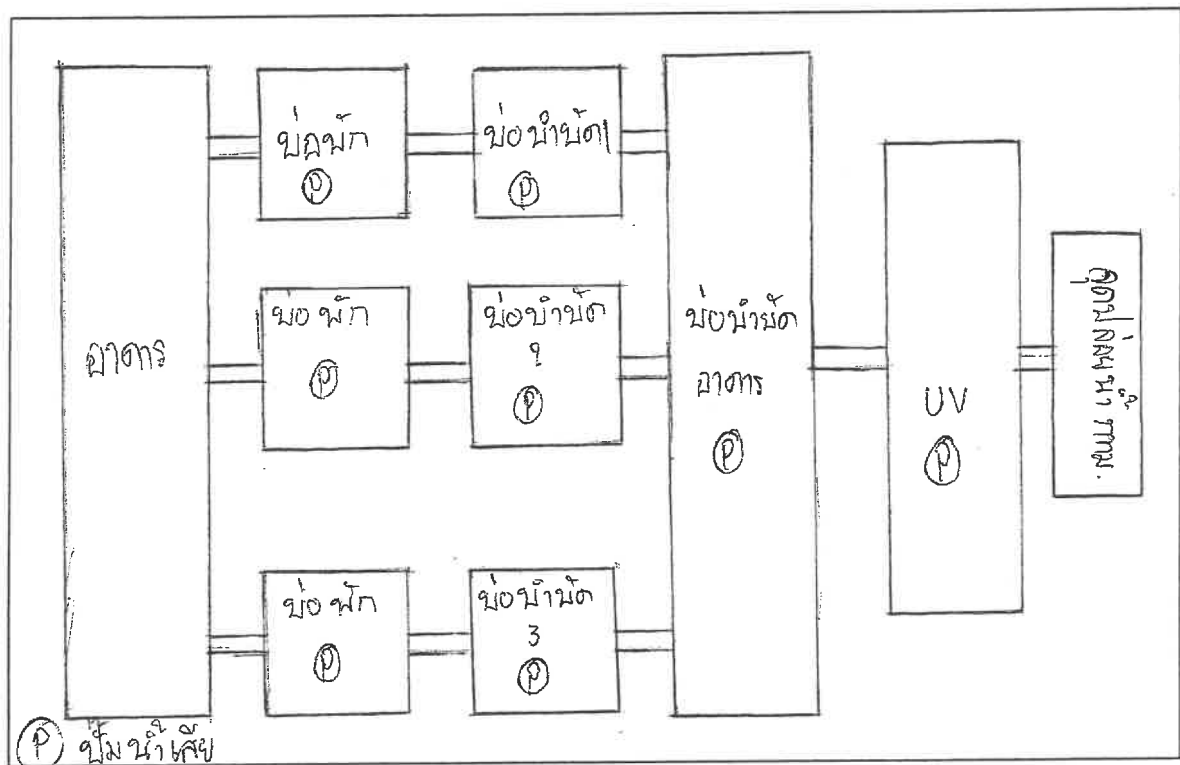 อาคาร
บ่อพัก
P
บ่อบำบัด1
P
บ่อพัก
P
บ่อบำบัด
2
P
บ่อพัก
P
บ่อบำบัด
3
P
บ่อบำบัด
อาคาร
P
UV
P
จุดปล่อยน้ำ กทม.
P ปั๊มน้ำเสีย